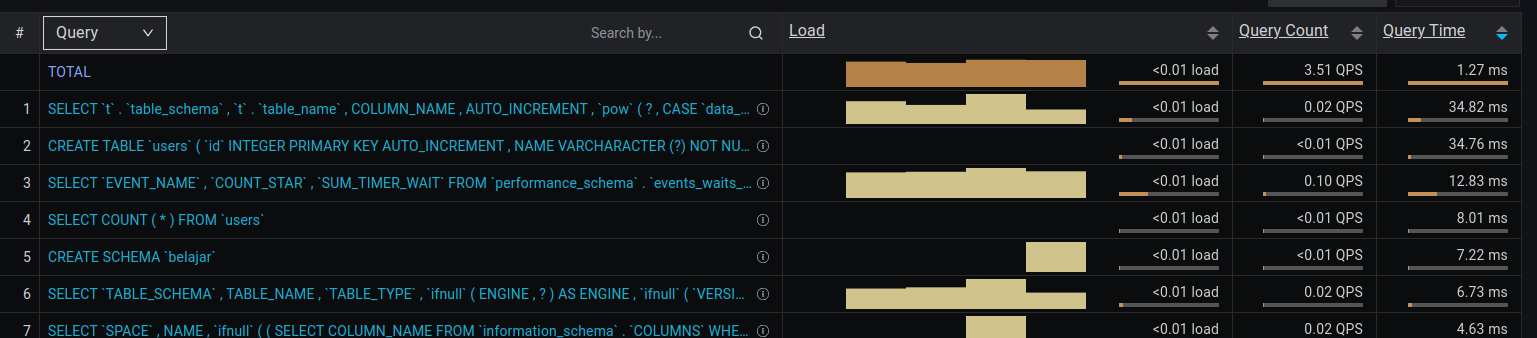 # Query Search by... Load Query Count Query Time
TOTAL <0.01 load 3.51 QPS 1.27 ms
1 SELECT `t` . `table_schema` , `t` . `table_name` , COLUMN_NAME , AUTO_INCREMENT , `pow` ( ? , CASE `data_... <0.01 load 0.02 QPS 34.82 ms
2 CREATE TABLE `users` ( `id` INTEGER PRIMARY KEY AUTO_INCREMENT , NAME VARCHARACTER (?) NOT NU... <0.01 load <0.01 QPS 34.76 ms
3 SELECT `EVENT_NAME` , `COUNT_STAR` , `SUM_TIMER_WAIT` FROM `performance_schema` . `events_waits_... <0.01 load 0.10 QPS 12.83 ms
4 SELECT COUNT ( * ) FROM `users` <0.01 load <0.01 QPS 8.01 ms
5 CREATE SCHEMA `belajar` <0.01 load <0.01 QPS 7.22 ms
6 SELECT `TABLE_SCHEMA` , TABLE_NAME , `TABLE_TYPE` , `ifnull` ( ENGINE , ? ) AS ENGINE , `ifnull` ( `VERSI... <0.01 load 0.02 QPS 6.73 ms
7 SELECT `SPACE` , NAME , `ifnull` ( ( SELECT COLUMN_NAME FROM `information_schema` . `COLUMNS` WHE... <0.01 load 0.02 QPS 4.63 ms